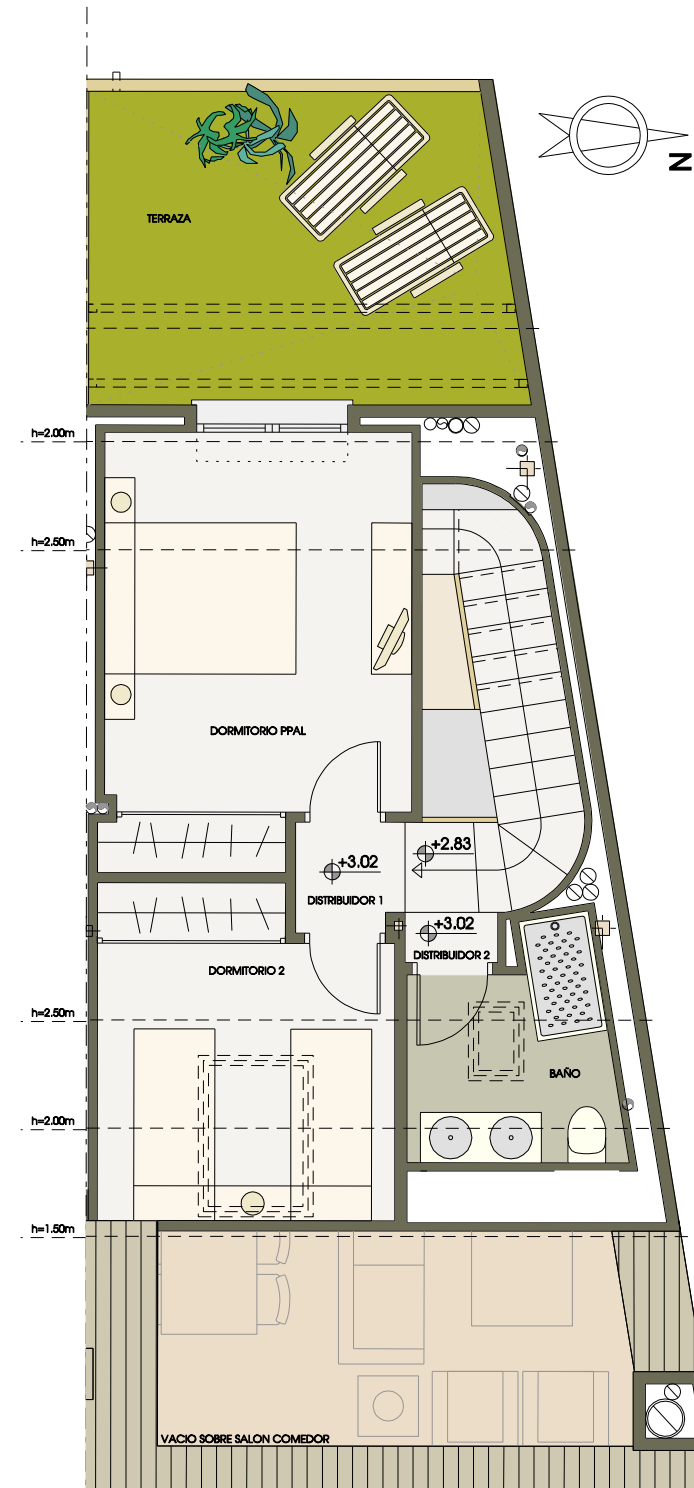 N
TERRAZA
h=2.00m
h=2.50m
DORMITORIO PPAL
+2.83
+3.02
DISTRIBUIDOR 1
+3.02
DISTRIBUIDOR 2
DORMITORIO 2
h=2.50m
BAÑO
h=2.00m
h=1.50m
VACIO SOBRE SALON COMEDOR